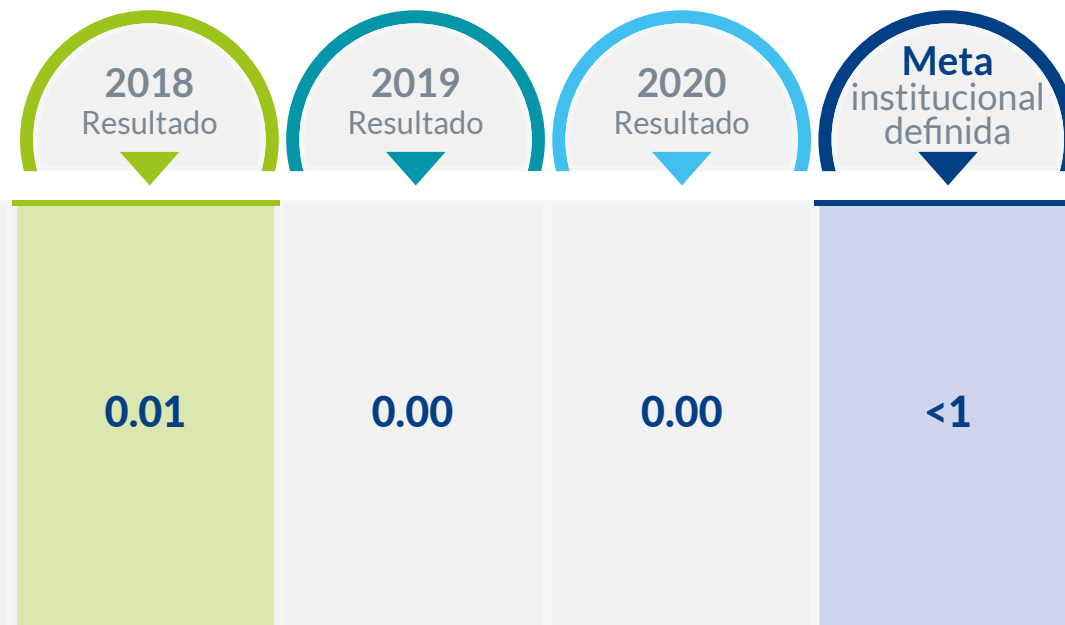 2018
Resultado
2019
Resultado
2020
Resultado
Meta
institucional
definida
0.01
0.00
0.00
<1